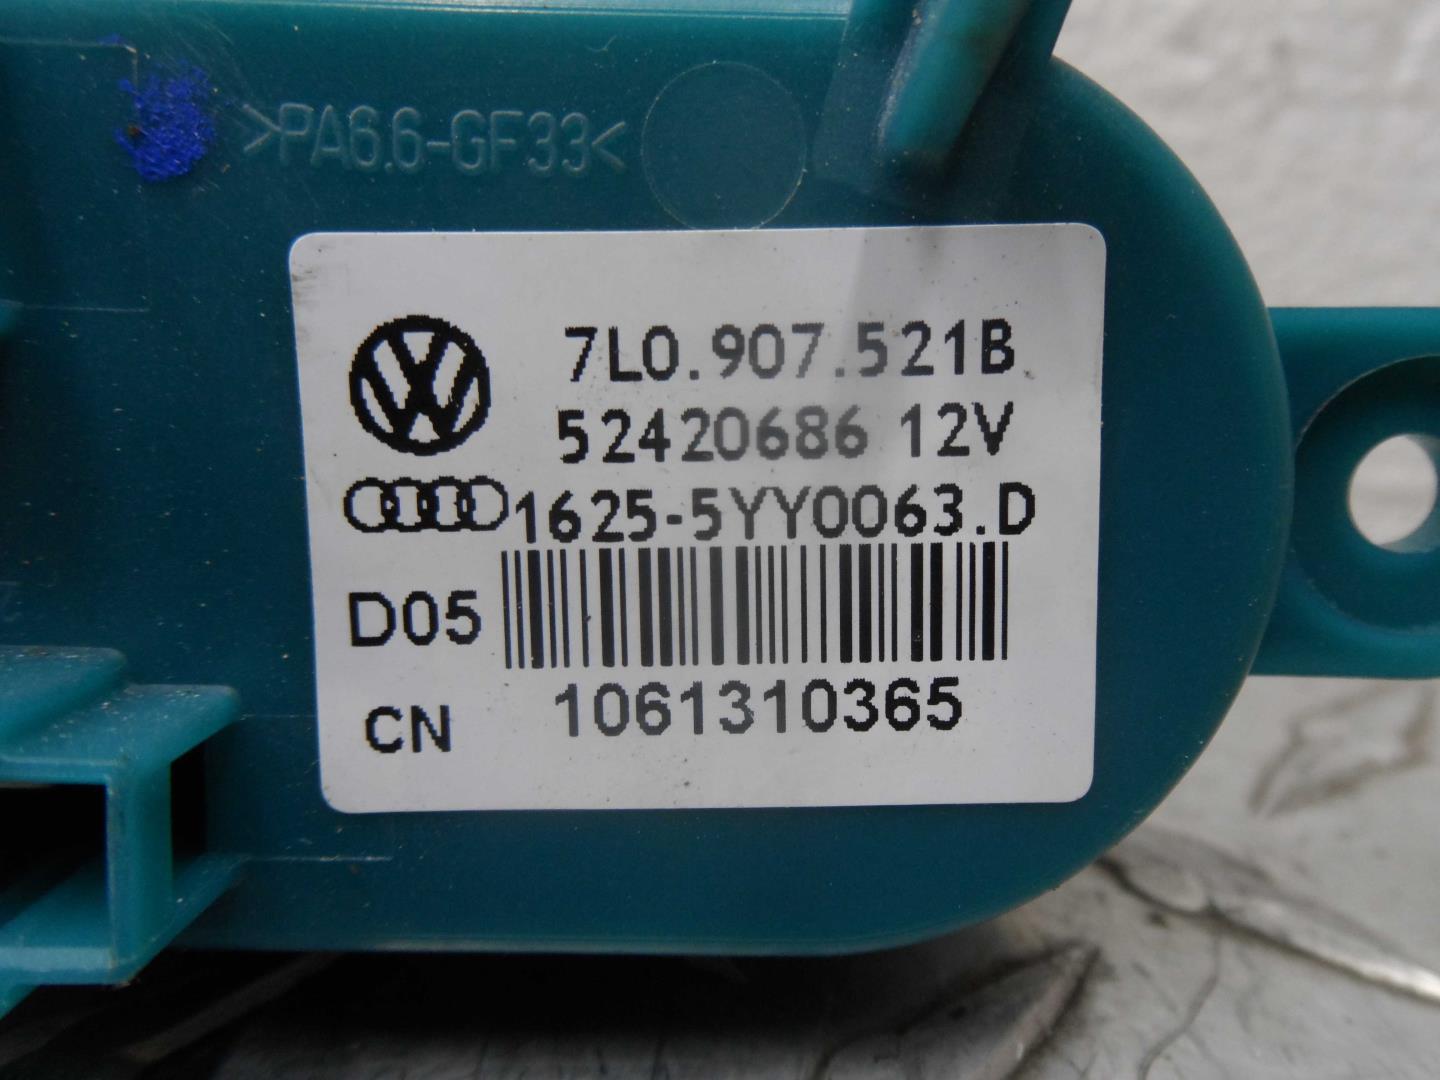 >PA6.6-GF33<
7L0.907.521B
52420686 12V
1625-5YY0063.D
D05
1061310365
CN